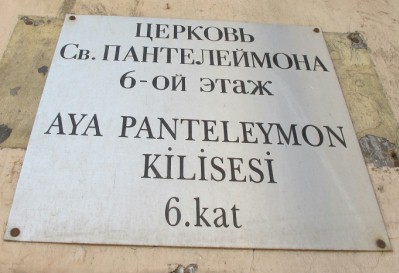 ЦЕРКОВЬ
Св. ПАНТЕЛЕЙМОНА
6-ой этаж
AYA PANTELEYMON
KİLİSESİ
6.kat